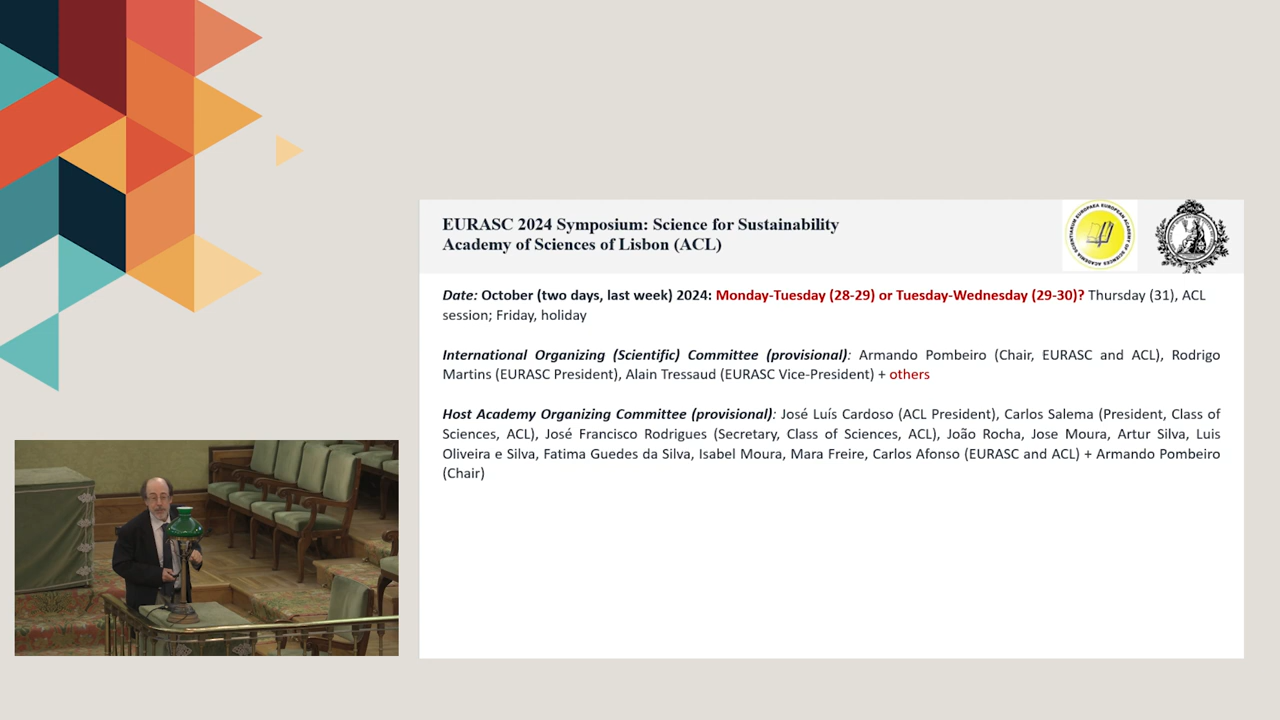 EURASC 2024 Symposium: Science for Sustainability
Academy of Sciences of Lisbon (ACL)
Date: October (two days, last week) 2024: Monday-Tuesday (28-29) or Tuesday-Wednesday (29-30)? Thursday (31), ACL
session; Friday, holiday
International Organizing (Scientific) Committee (provisional): Armando Pombeiro (Chair, EURASC and ACL), Rodrigo
Martins (EURASC President), Alain Tressaud (EURASC Vice-President) + others
Host Academy Organizing Committee (provisional): José Luís Cardoso (ACL President), Carlos Salema (President, Class of
Sciences, ACL), José Francisco Rodrigues (Secretary, Class of Sciences, ACL), João Rocha, Jose Moura, Artur Silva, Luis
Oliveira e Silva, Fatima Guedes da Silva, Isabel Moura, Mara Freire, Carlos Afonso (EURASC and ACL) + Armando Pombeiro
(Chair)